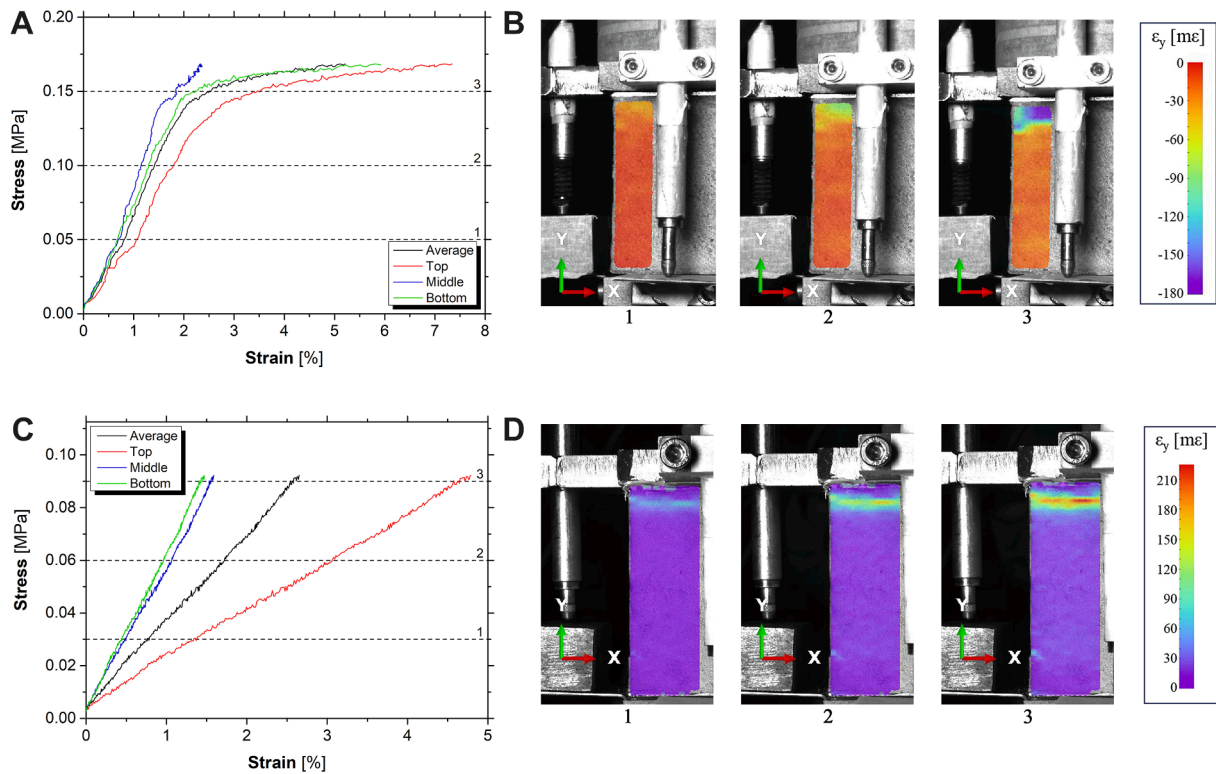 A
Stress [MPa]
0.20
0.15
0.10
0.05
0.00
3
2
1
Average
Top
Middle
Bottom
0 1 2 3 4 5 6 7 8
Strain [%]
B
Y
X
1
Y
X
2
Y
X
3
εy [mε]
0
-30
-60
-90
-120
-150
-180
C
Stress [MPa]
0.10
0.08
0.06
0.04
0.02
0.00
Average
Top
Middle
Bottom
3
2
1
0 1 2 3 4 5
Strain [%]
D
Y
X
1
Y
X
2
Y
X
3
εy [mε]
210
180
150
120
90
60
30
0